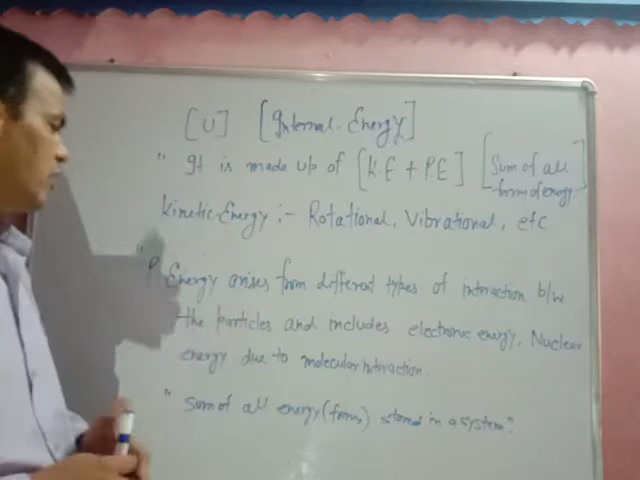 [U] [Internal Energy]
" It is made up of [K.E + P.E] [Sum of all form of energy]
Kinetic Energy :- Rotational, Vibrational, etc
" P. Energy arises from different types of interaction b/w
the particles and includes electronic energy, Nuclear
energy due to molecular interaction.
" Sum of all energy (forms) stored in a system"